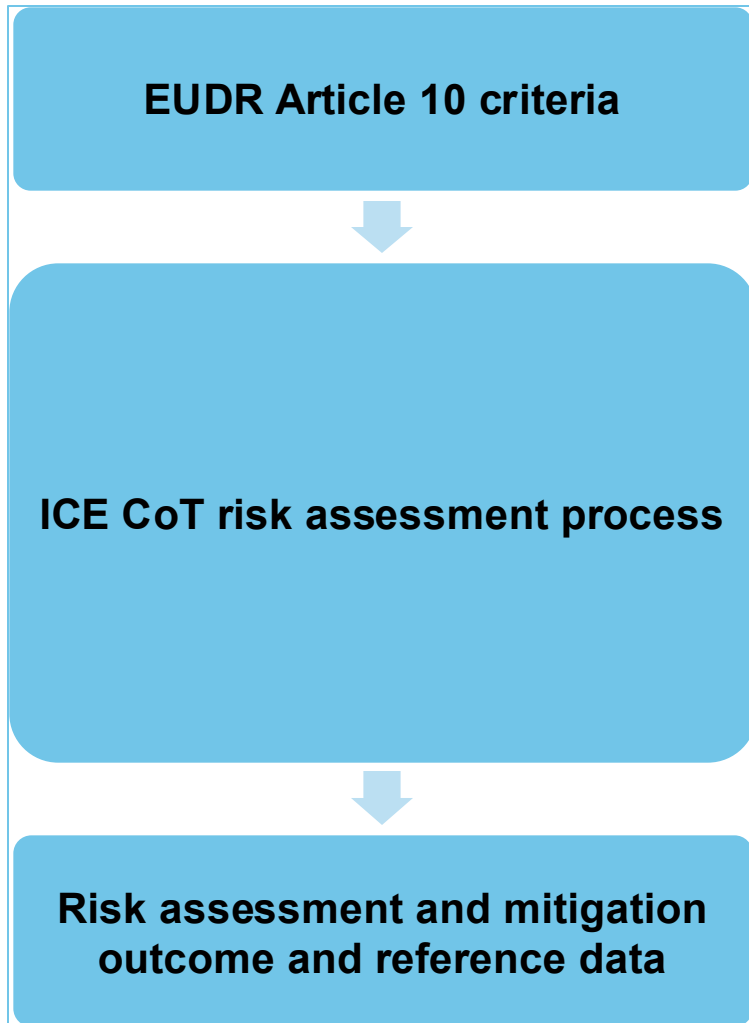 EUDR Article 10 criteria
ICE CoT risk assessment process
Risk assessment and mitigation
outcome and reference data